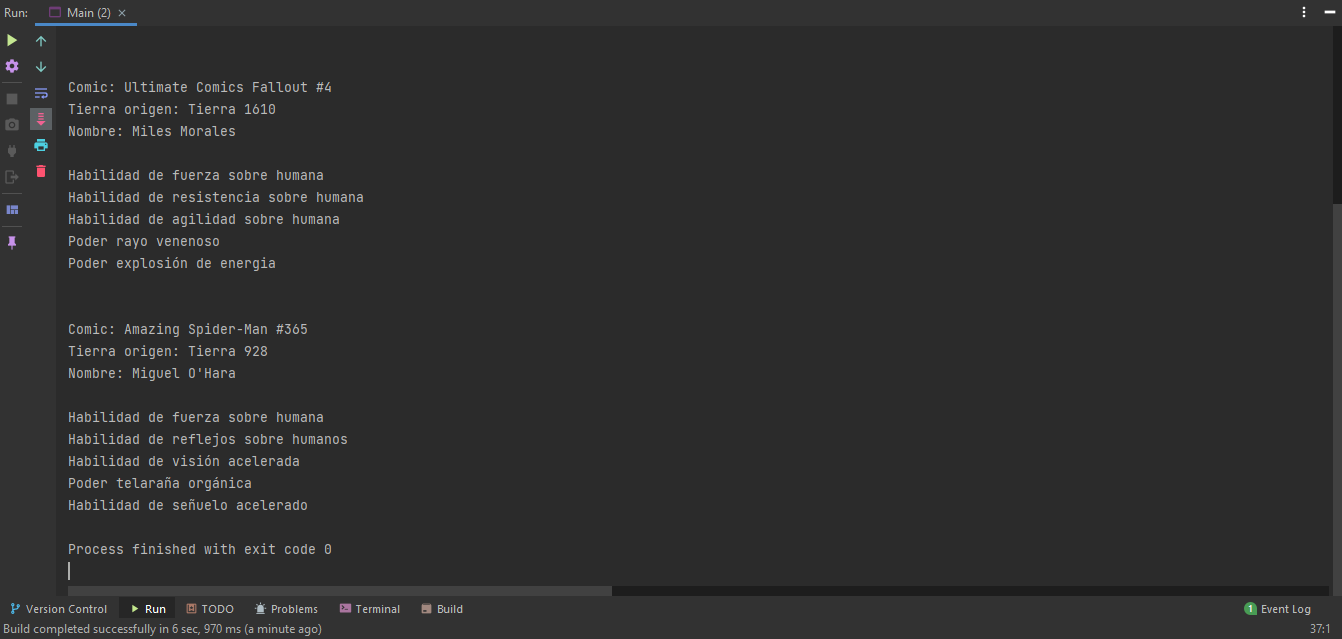 Run: Main (2)
Comic: Ultimate Comics Fallout #4
Tierra origen: Tierra 1610
Nombre: Miles Morales
Habilidad de fuerza sobre humana
Habilidad de resistencia sobre humana
Habilidad de agilidad sobre humana
Poder rayo venenoso
Poder explosión de energia
Comic: Amazing Spider-Man #365
Tierra origen: Tierra 928
Nombre: Miguel O'Hara
Habilidad de fuerza sobre humana
Habilidad de reflejos sobre humanos
Habilidad de visión acelerada
Poder telaraña orgánica
Habilidad de señuelo acelerado
Process finished with exit code 0
Version Control Run TODO Problems Terminal Build 1 Event Log
Build completed successfully in 6 sec, 970 ms (a minute ago) 37:1